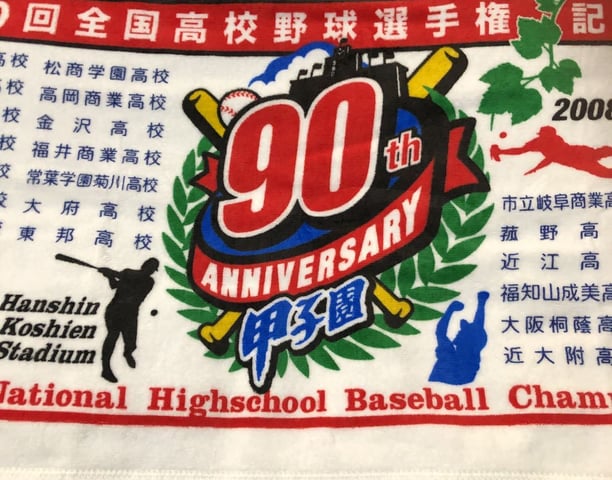 回全国高校野球選手権 記
高校 松商学園高校
高岡商業高校
金沢高校
福井商業高校
常葉学園菊川高校
大府高校
東邦高校
Hanshin
Koshien
Stadium
90th
ANNIVERSARY
甲子園
2008
市立岐阜商業高
菰野高
近江高
福知山成美高
大阪桐蔭高
近大附高
National Highschool Baseball Champ